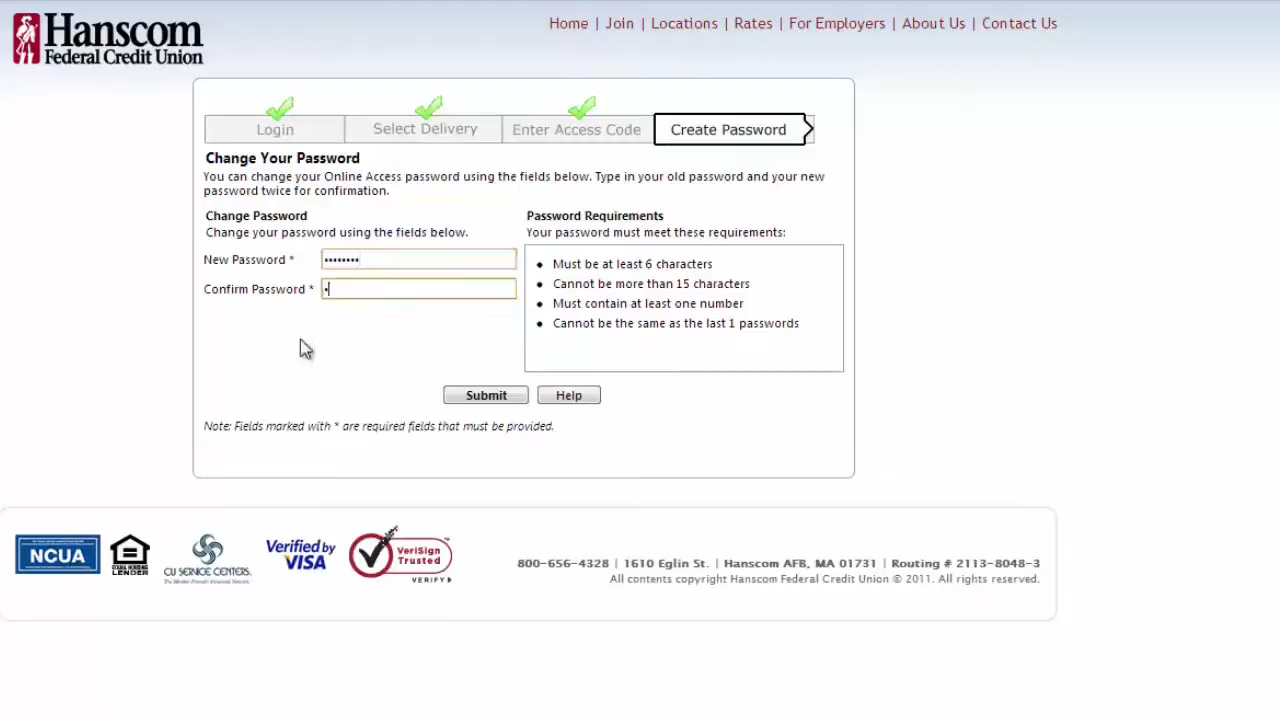 Hanscom
Federal Credit Union
Home | Join | Locations | Rates | For Employers | About Us | Contact Us
Login
Select Delivery
Enter Access Code
Create Password
Change Your Password
You can change your Online Access password using the fields below. Type in your old password and your new
password twice for confirmation.
Change Password
Change your password using the fields below.
New Password * ••••••••
Confirm Password * •
Password Requirements
Your password must meet these requirements:
• Must be at least 6 characters
• Cannot be more than 15 characters
• Must contain at least one number
• Cannot be the same as the last 1 passwords
Submit
Help
Note: Fields marked with * are required fields that must be provided.
NCUA
EQUAL HOUSING
LENDER
CU SERVICE CENTERS.
Verified by
VISA
VeriSign
Trusted
VERIFY
800-656-4328 | 1610 Eglin St. | Hanscom AFB, MA 01731 | Routing # 2113-8048-3
All contents copyright Hanscom Federal Credit Union © 2011. All rights reserved.